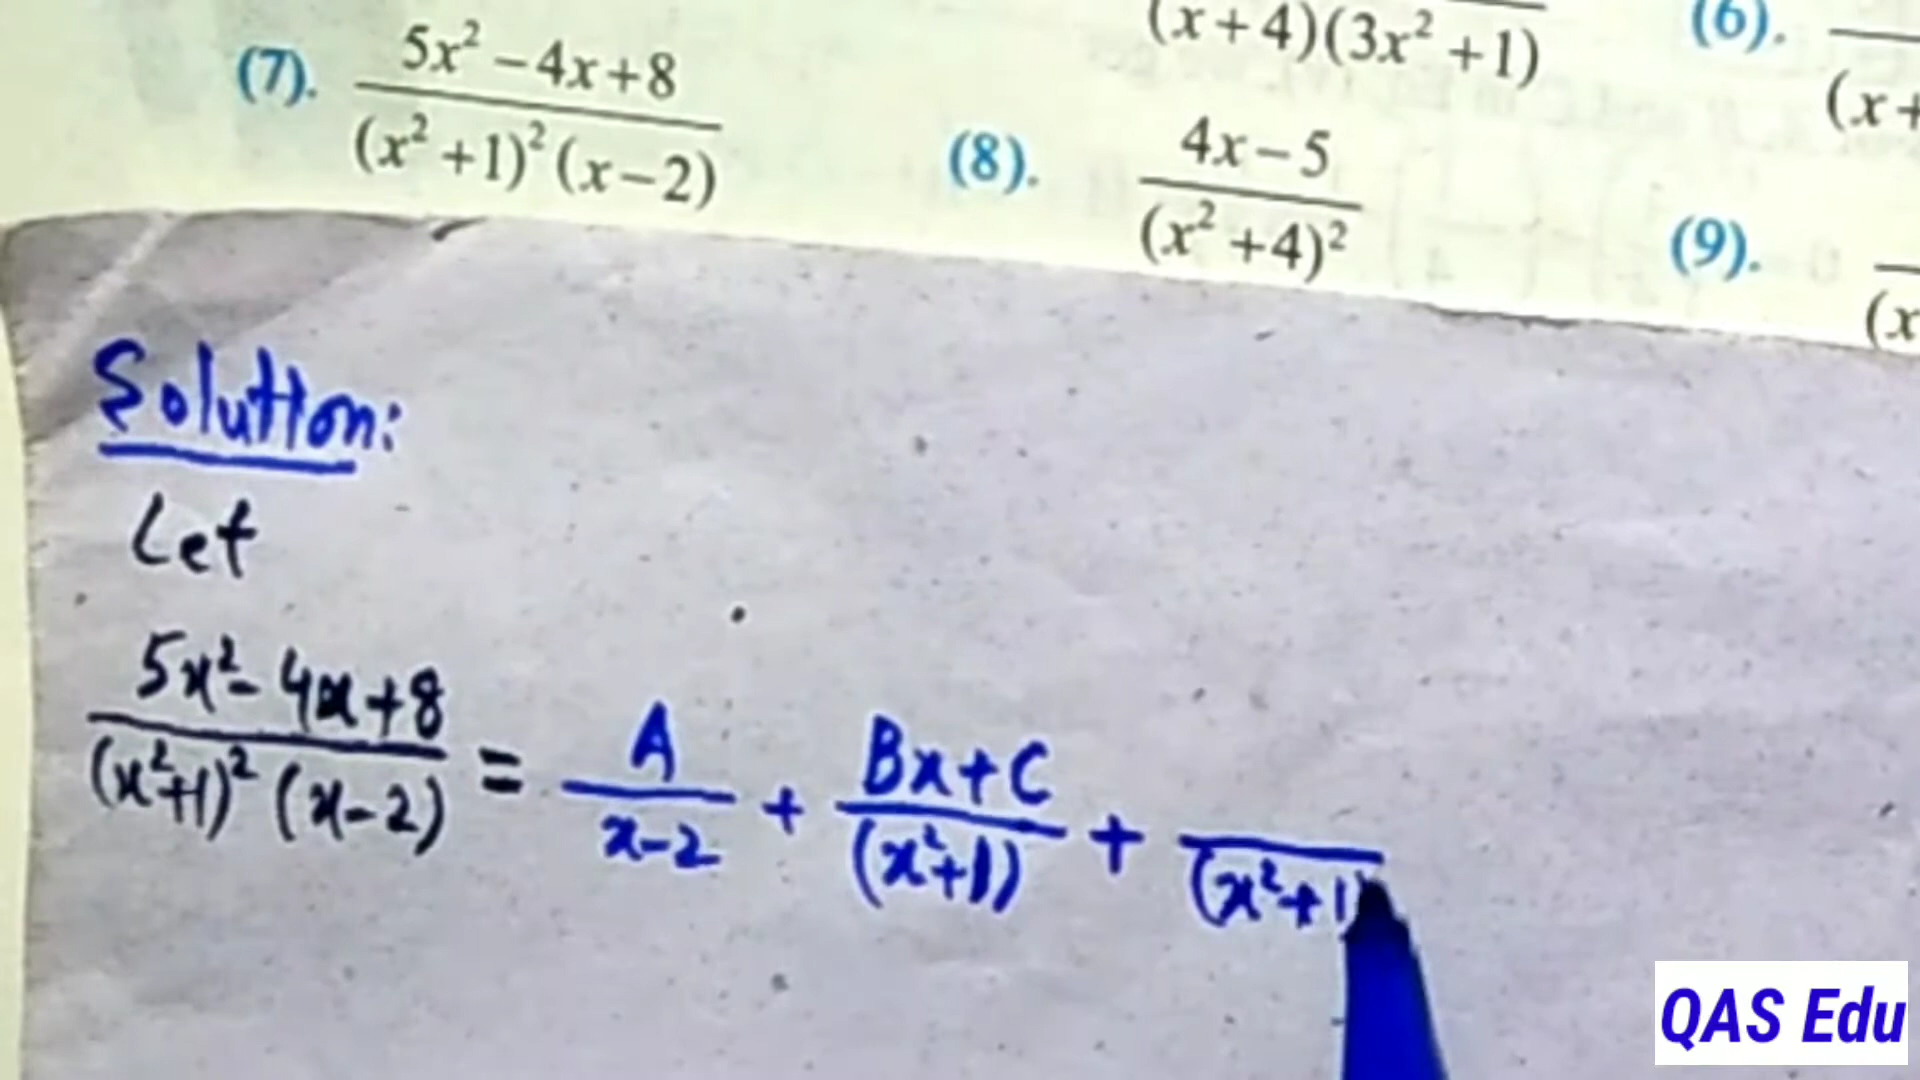 (x+4)(3x²+1)
(6).
(x+
(7). 5x²−4x+8
(x²+1)²(x−2)
(8). 4x−5
(x²+4)²
(9).
(x
Solution:
Let
5x²-4x+8 / (x²+1)² (x-2) = A / x-2 + Bx+C / (x²+1) + / (x²+1)
QAS Edu